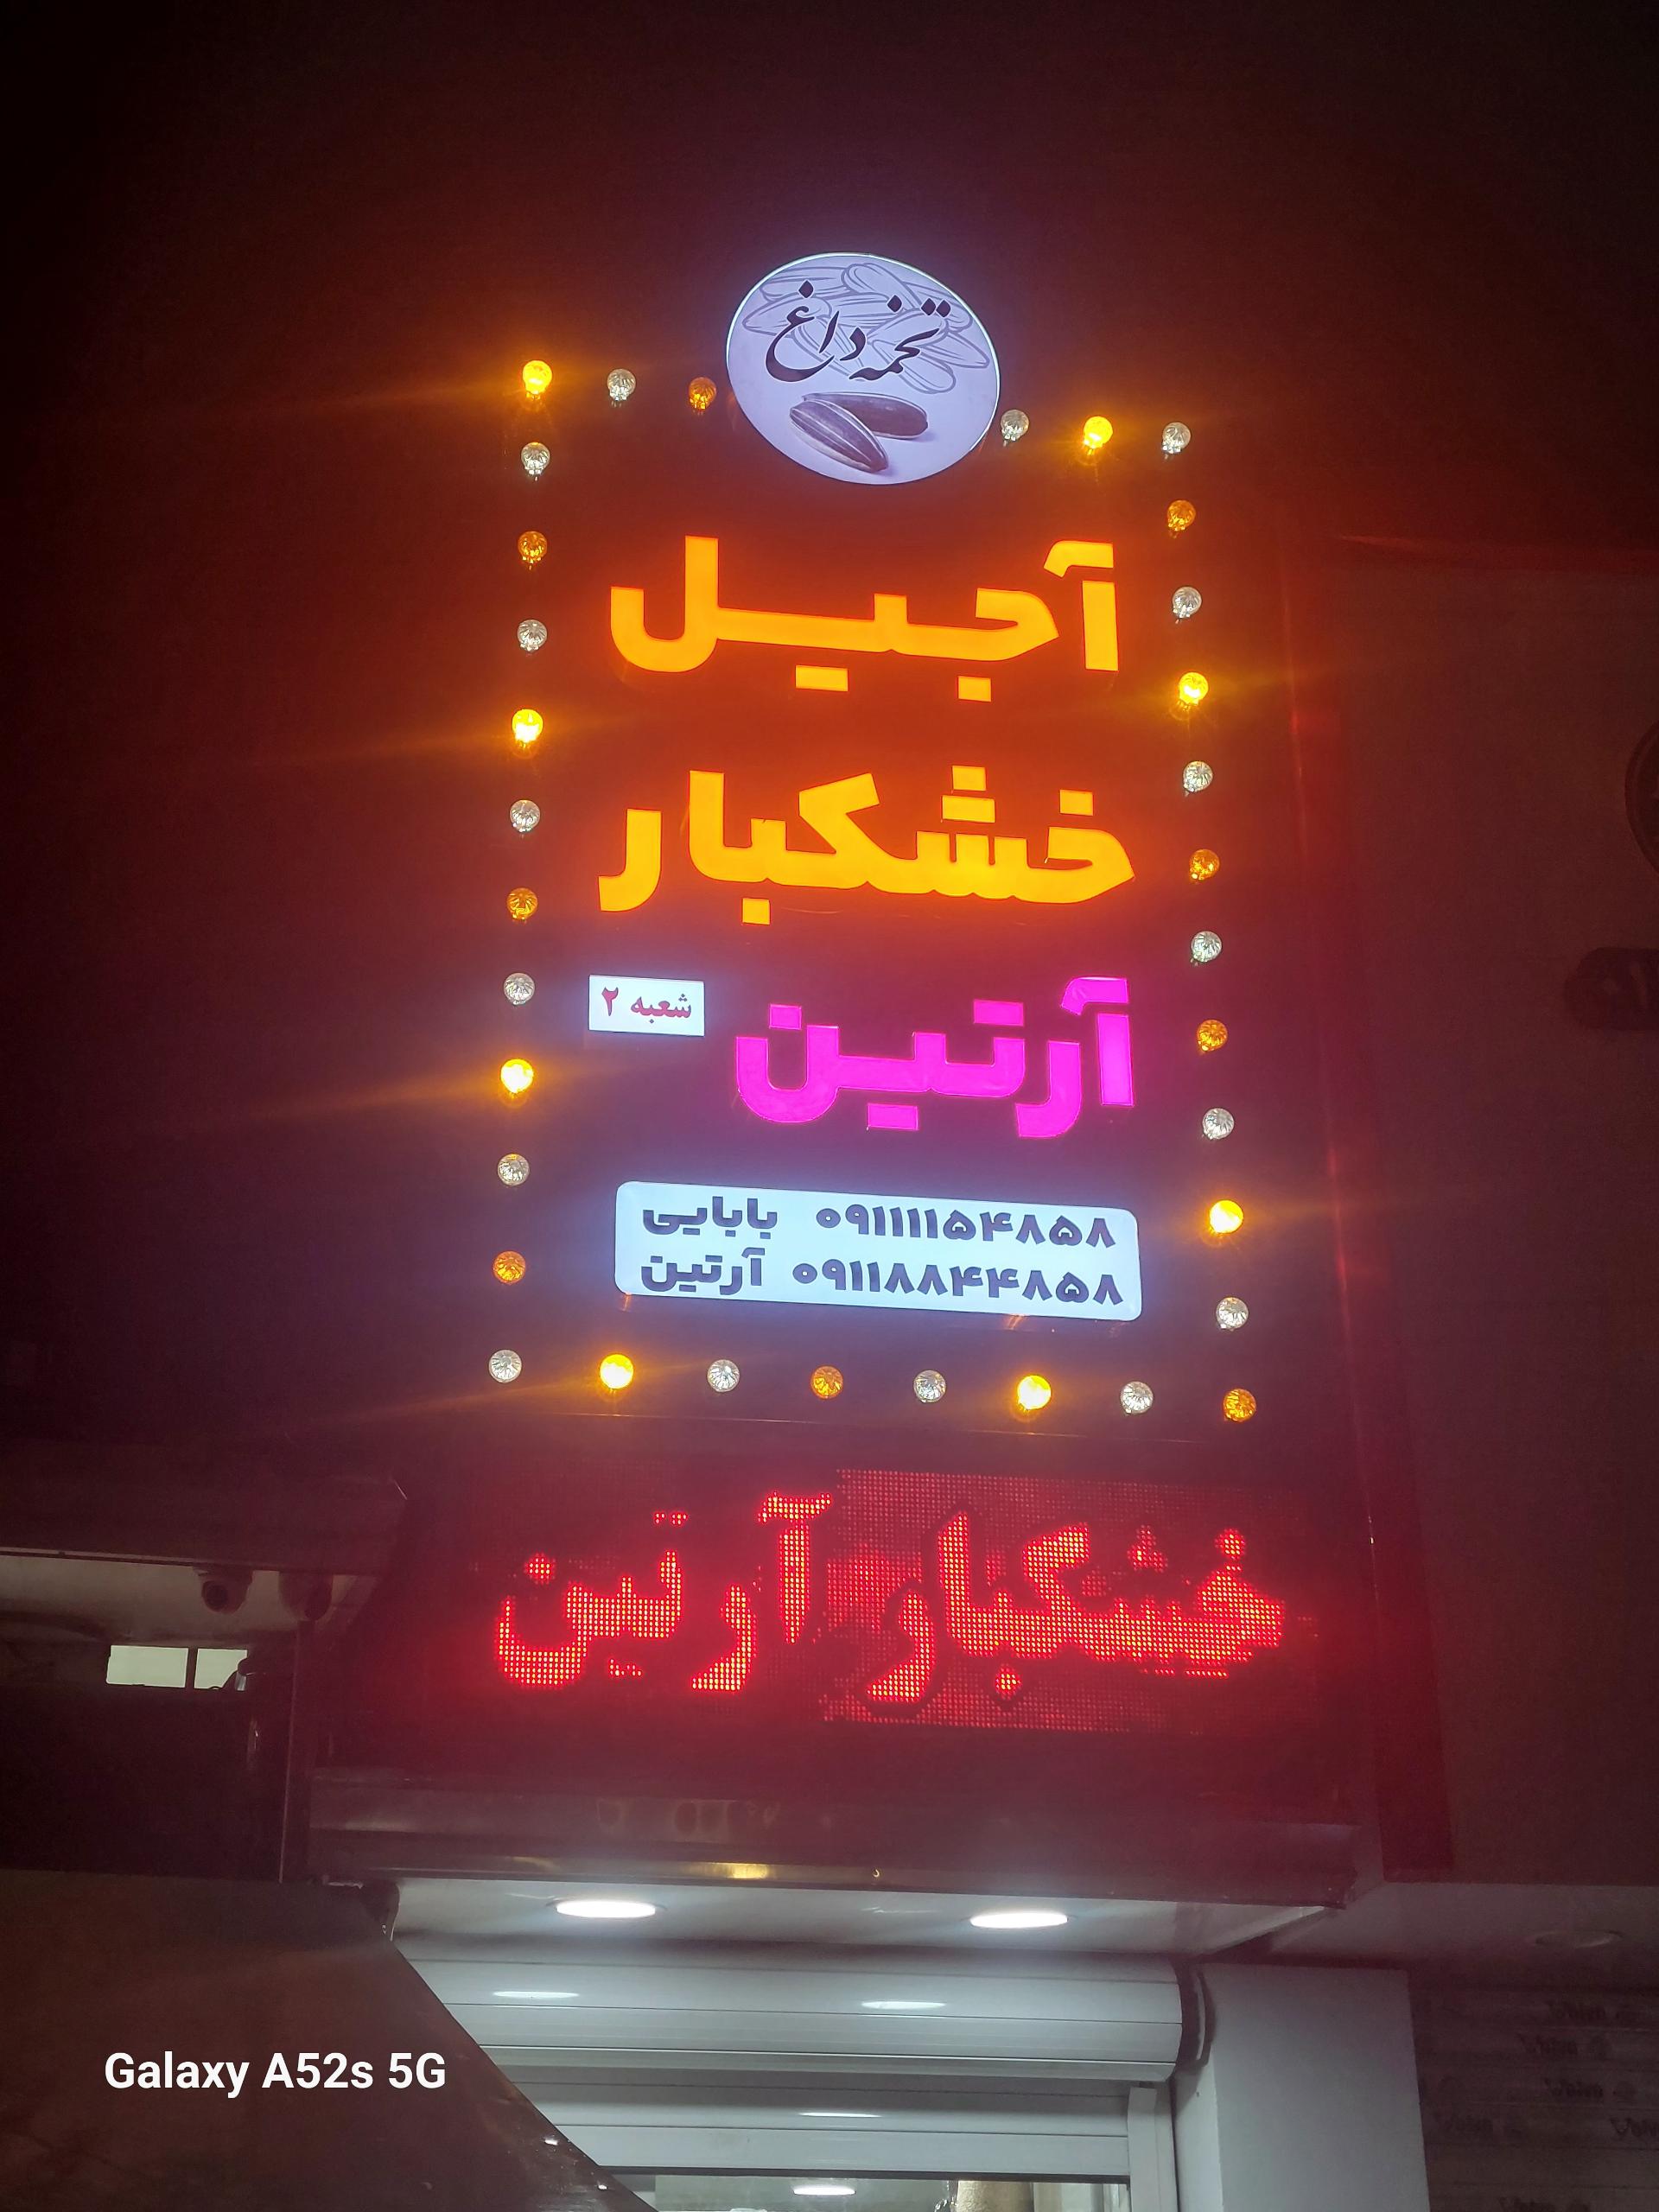 تخمه داغ
آجیل
خشکبار
آرتین
شعبه ۲
۰۹۱۱۱۱۵۴۸۵۸ بابایی
۰۹۱۱۸۸۴۴۸۵۸ آرتین
خشکبار آرتین
Galaxy A52s 5G